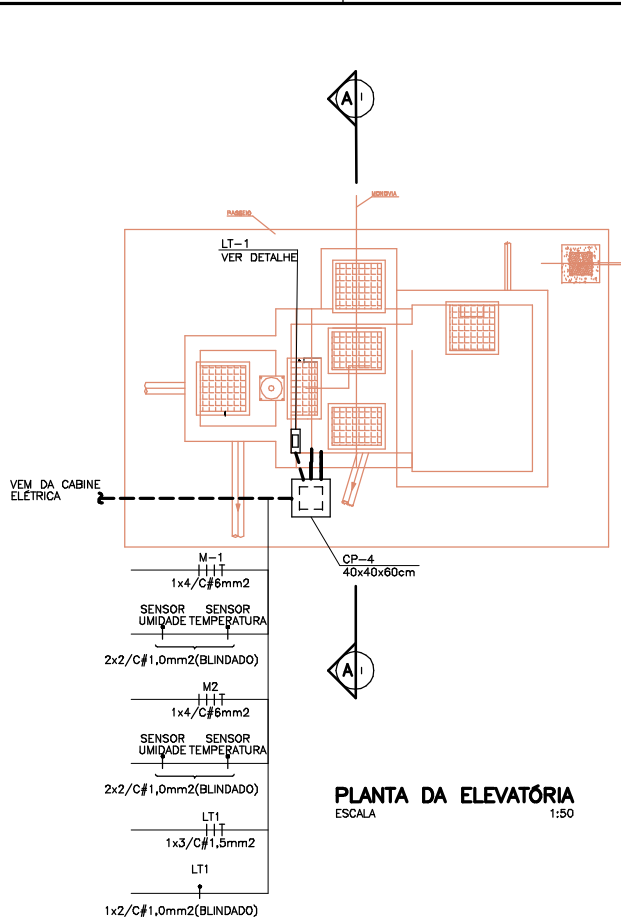 A I
MONOVIA
PASSEIO
LT-1
VER DETALHE
VEM DA CABINE
ELÉTRICA
CP-4
40x40x60cm
M-1
1x4/C#6mm2
SENSOR SENSOR
UMIDADE TEMPERATURA
2x2/C#1,0mm2(BLINDADO)
A I
M2
1x4/C#6mm2
SENSOR SENSOR
UMIDADE TEMPERATURA
2x2/C#1,0mm2(BLINDADO)
PLANTA DA ELEVATÓRIA
ESCALA 1:50
LT1
1x3/C#1,5mm2
LT1
1x2/C#1,0mm2(BLINDADO)